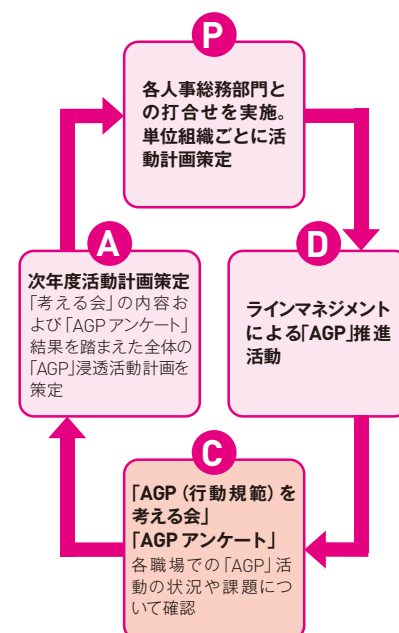 P
各人事総務部門と
の打合せを実施。
単位組織ごとに活
動計画策定
A
次年度活動計画策定
「考える会」の内容お
よび「AGPアンケート」
結果を踏まえた全体の
「AGP」浸透活動計画を
策定
D
ラインマネジメント
による「AGP」推進
活動
C
「AGP（行動規範）を
考える会」
「AGPアンケート」
各職場での「AGP」活
動の状況や課題につ
いて確認